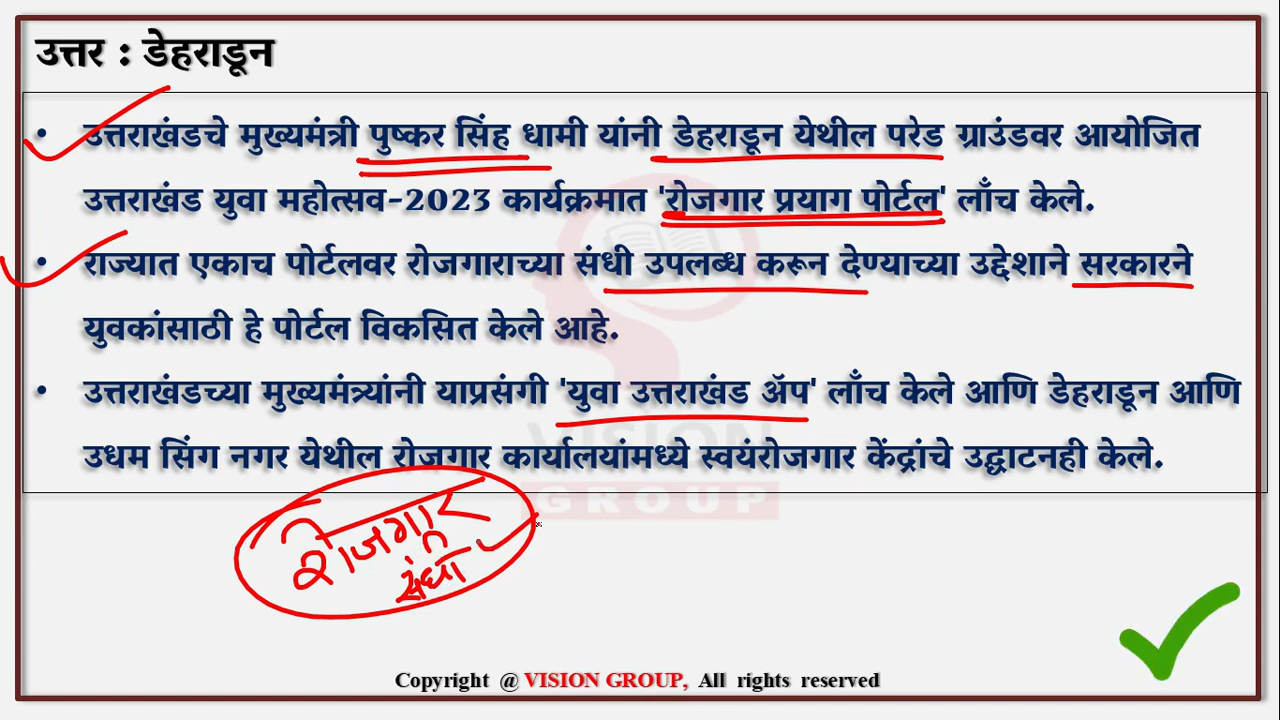 उत्तर : डेहराडून
• उत्तराखंडचे मुख्यमंत्री पुष्कर सिंह धामी यांनी डेहराडून येथील परेड ग्राउंडवर आयोजित
उत्तराखंड युवा महोत्सव-2023 कार्यक्रमात 'रोजगार प्रयाग पोर्टल' लाँच केले.
• राज्यात एकाच पोर्टलवर रोजगाराच्या संधी उपलब्ध करून देण्याच्या उद्देशाने सरकारने
युवकांसाठी हे पोर्टल विकसित केले आहे.
• उत्तराखंडच्या मुख्यमंत्र्यांनी याप्रसंगी 'युवा उत्तराखंड ॲप' लाँच केले आणि डेहराडून आणि
उधम सिंग नगर येथील रोजगार कार्यालयांमध्ये स्वयंरोजगार केंद्रांचे उद्घाटनही केले.
VISION
GROUP
रोजगार
संधी
Copyright @ VISION GROUP, All rights reserved